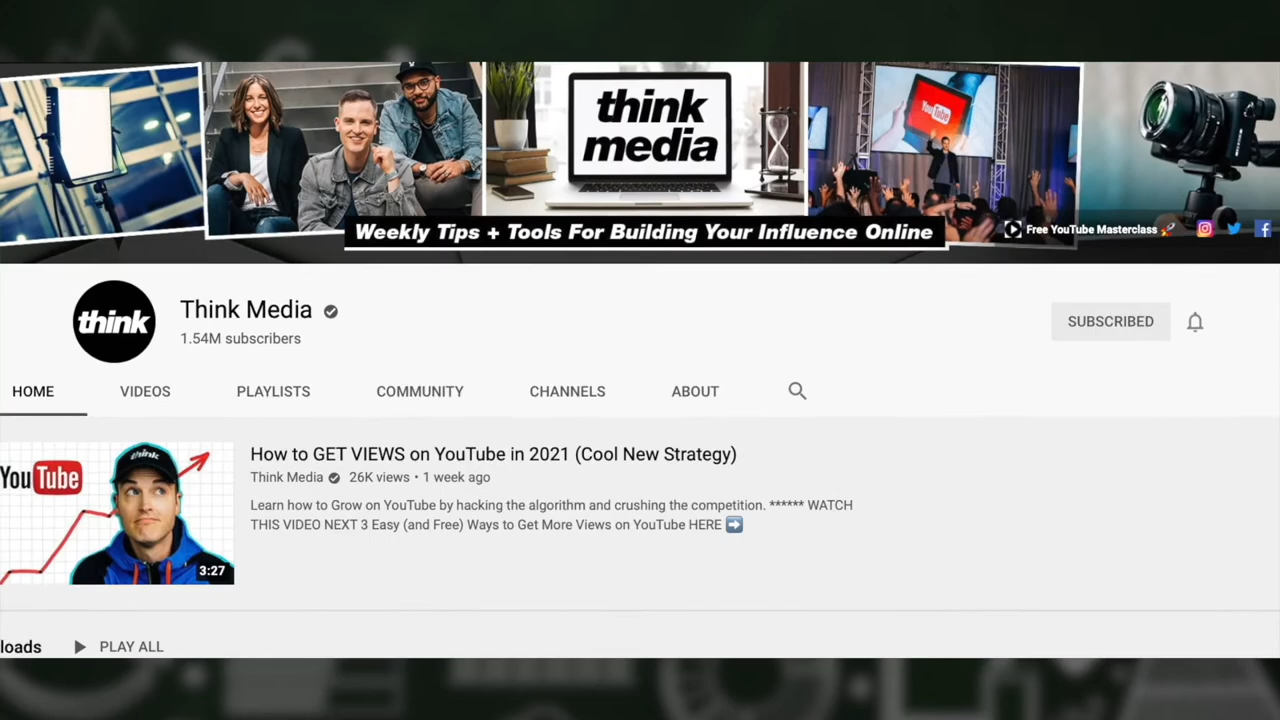 think
media
YouTube
Weekly Tips + Tools For Building Your Influence Online
Free YouTube Masterclass 🚀
think
Think Media
1.54M subscribers
SUBSCRIBED
HOME VIDEOS PLAYLISTS COMMUNITY CHANNELS ABOUT
YouTube
think
3:27
How to GET VIEWS on YouTube in 2021 (Cool New Strategy)
Think Media 26K views • 1 week ago
Learn how to Grow on YouTube by hacking the algorithm and crushing the competition. ****** WATCH
THIS VIDEO NEXT 3 Easy (and Free) Ways to Get More Views on YouTube HERE ➡️
loads PLAY ALL